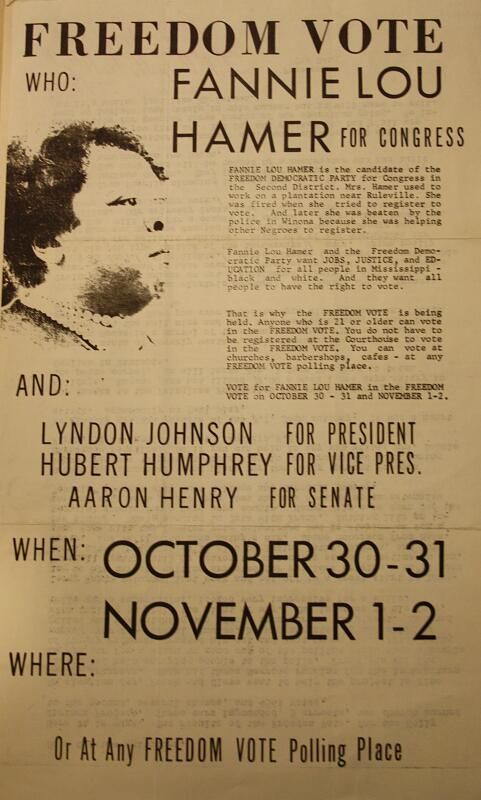 FREEDOM VOTE
WHO:
FANNIE LOU
HAMER FOR CONGRESS
FANNIE LOU HAMER is the candidate of the
FREEDOM DEMOCRATIC PARTY for Congress in
the Second District. Mrs. Hamer used to
work on a plantation near Ruleville. She
was fired when she tried to register to
vote. And later she was beaten by the
police in Winona because she was helping
other Negroes to register.
Fannie Lou Hamer and the Freedom Demo-
cratic Party want JOBS, JUSTICE, and ED-
UCATION for all people in Mississippi -
black and white. And they want all
people to have the right to vote.
That is why the FREEDOM VOTE is being
held. Anyone who is 21 or older can vote
in the FREEDOM VOTE. You do not have to
be registered at the Courthouse to vote
in the FREEDOM VOTE. You can vote at
churches, barbershops, cafes - at any
FREEDOM VOTE polling place.
VOTE for FANNIE LOU HAMER in the FREEDOM
VOTE on OCTOBER 30 - 31 and NOVEMBER 1-2.
AND:
LYNDON JOHNSON FOR PRESIDENT
HUBERT HUMPHREY FOR VICE PRES.
AARON HENRY FOR SENATE
WHEN: OCTOBER 30-31
NOVEMBER 1-2
WHERE:
Or At Any FREEDOM VOTE Polling Place